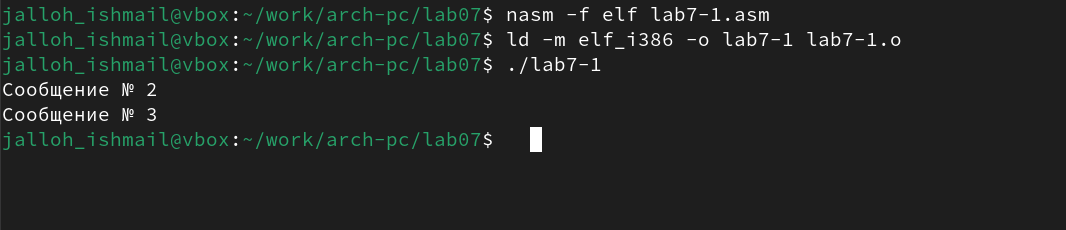 jalloh_ishmail@vbox:~/work/arch-pc/lab07$ nasm -f elf lab7-1.asm
jalloh_ishmail@vbox:~/work/arch-pc/lab07$ ld -m elf_i386 -o lab7-1 lab7-1.o
jalloh_ishmail@vbox:~/work/arch-pc/lab07$ ./lab7-1
Сообщение № 2
Сообщение № 3
jalloh_ishmail@vbox:~/work/arch-pc/lab07$